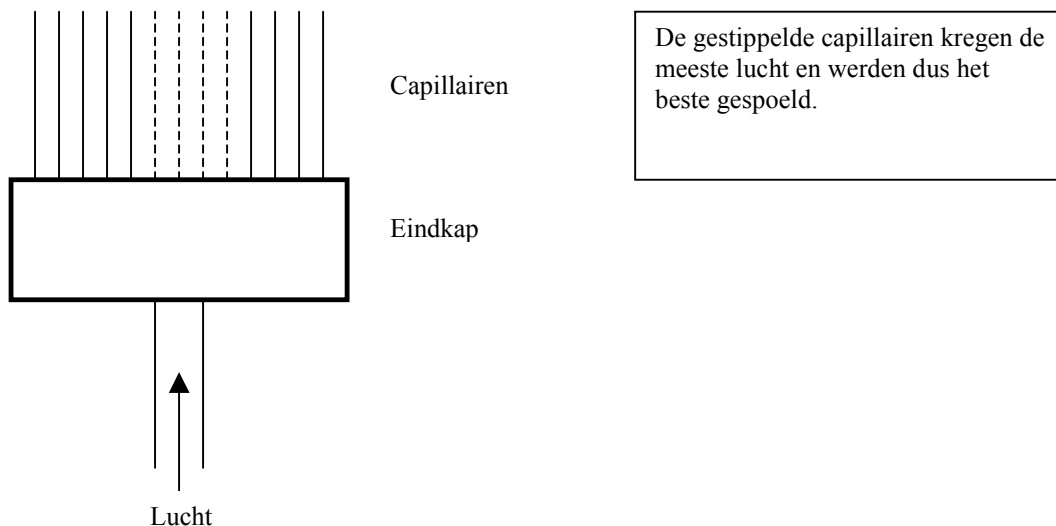 De gestippelde capillairen kregen de
meeste lucht en werden dus het
beste gespoeld.
Capillairen
Eindkap
Lucht